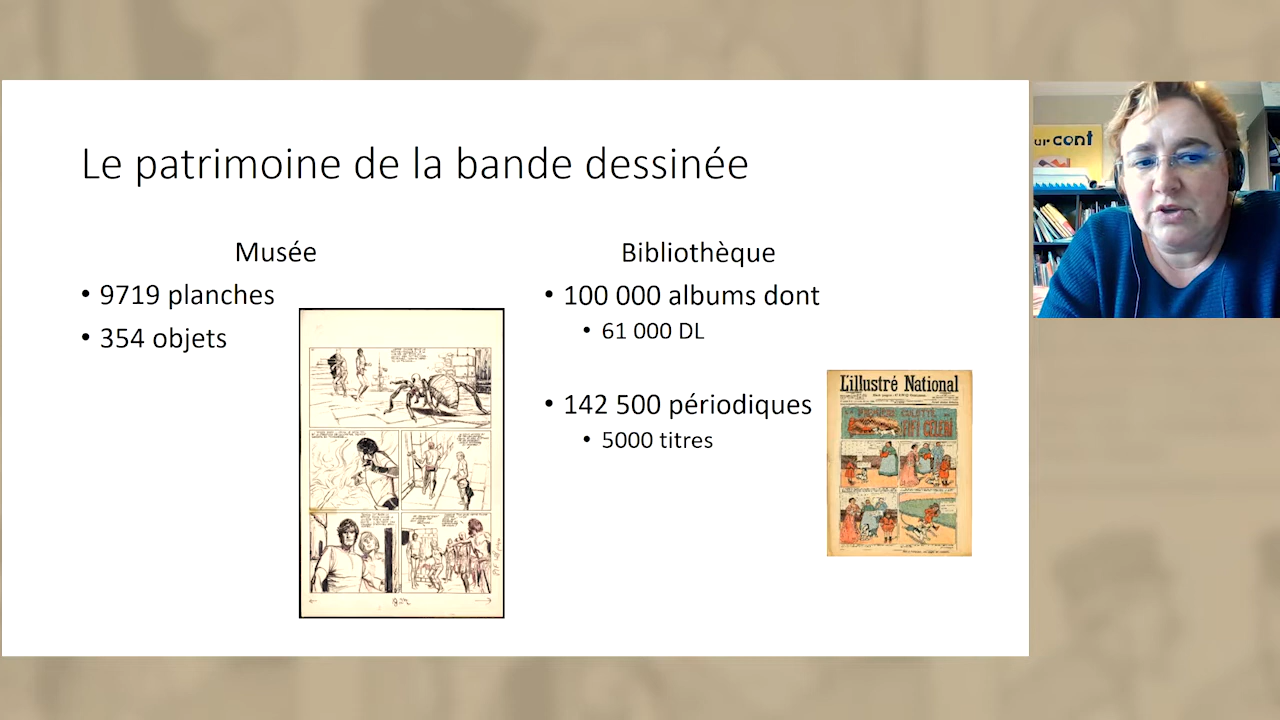 Le patrimoine de la bande dessinée
Musée
• 9719 planches
• 354 objets
Bibliothèque
• 100 000 albums dont
• 61 000 DL
• 142 500 périodiques
• 5000 titres
L'illustré National
cont